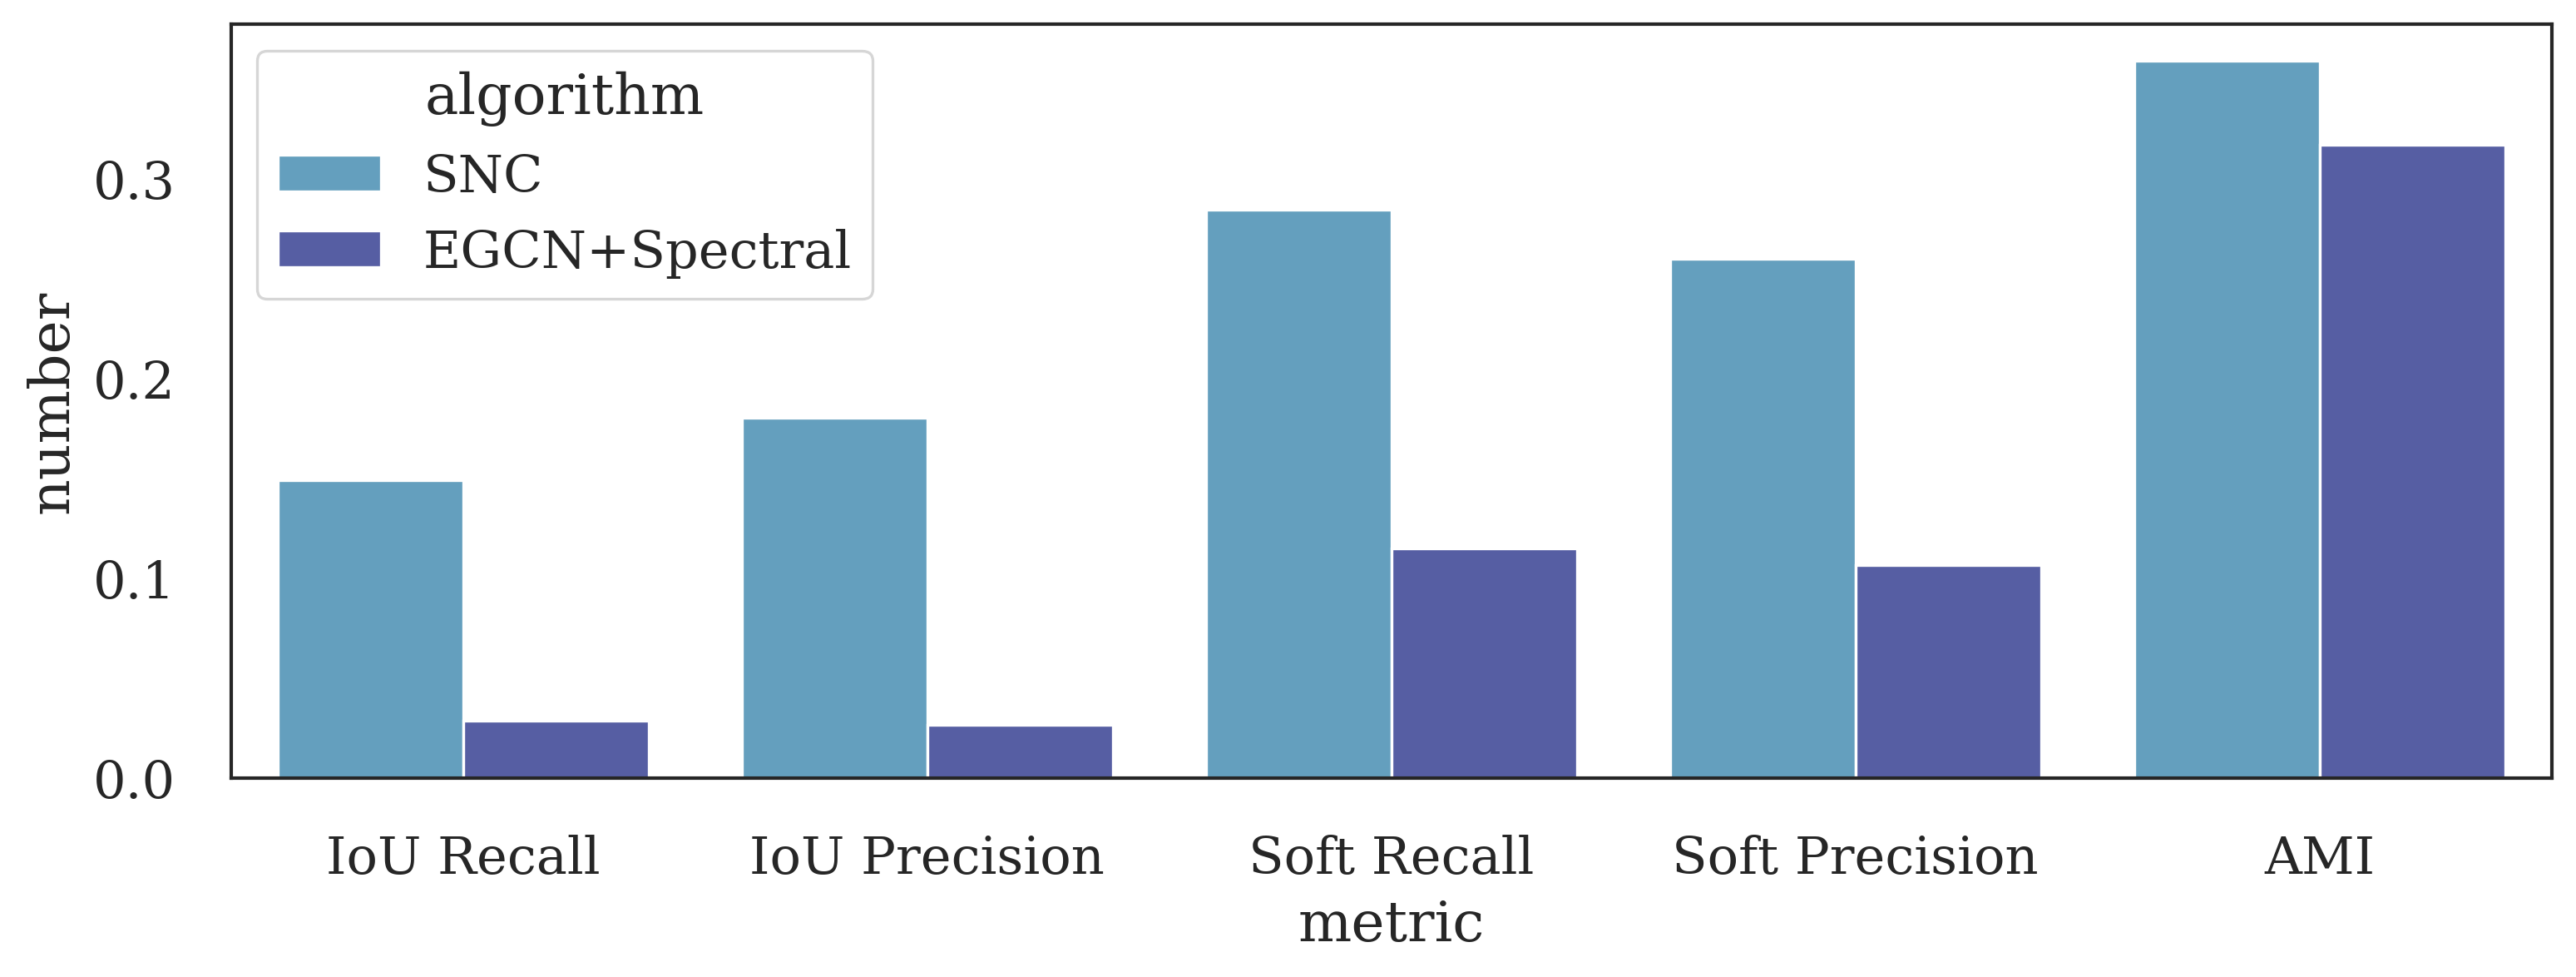 algorithm
SNC
EGCN+Spectral
number
0.3
0.2
0.1
0.0
IoU Recall
IoU Precision
Soft Recall
Soft Precision
AMI
metric